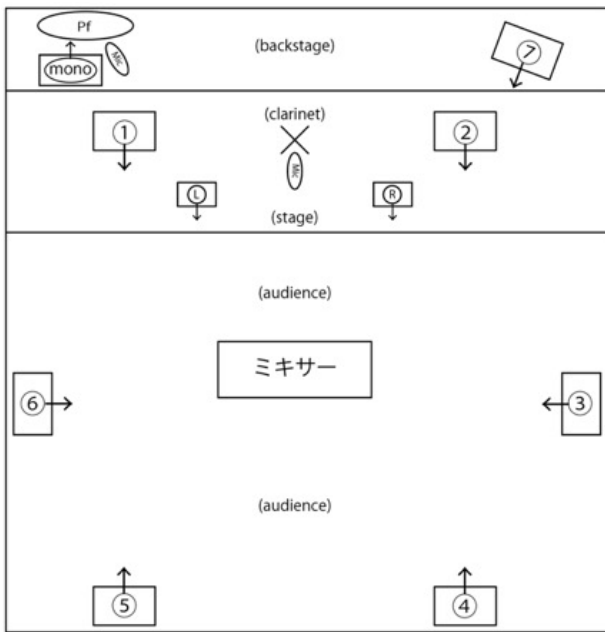 Pf
(backstage)
⑦
mono
Mic
①
(clarinet)
②
Mic
Ⓛ
Ⓡ
(stage)
(audience)
ミキサー
⑥
③
(audience)
⑤
④